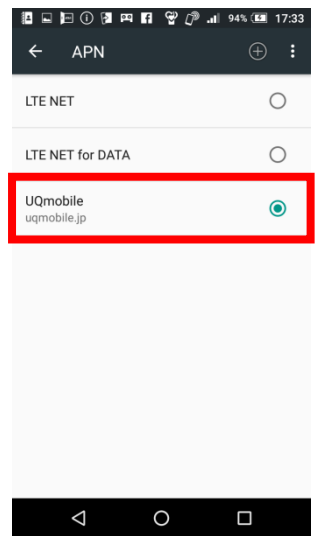 94% 17:33
APN
LTE NET
LTE NET for DATA
UQmobile
uqmobile.jp